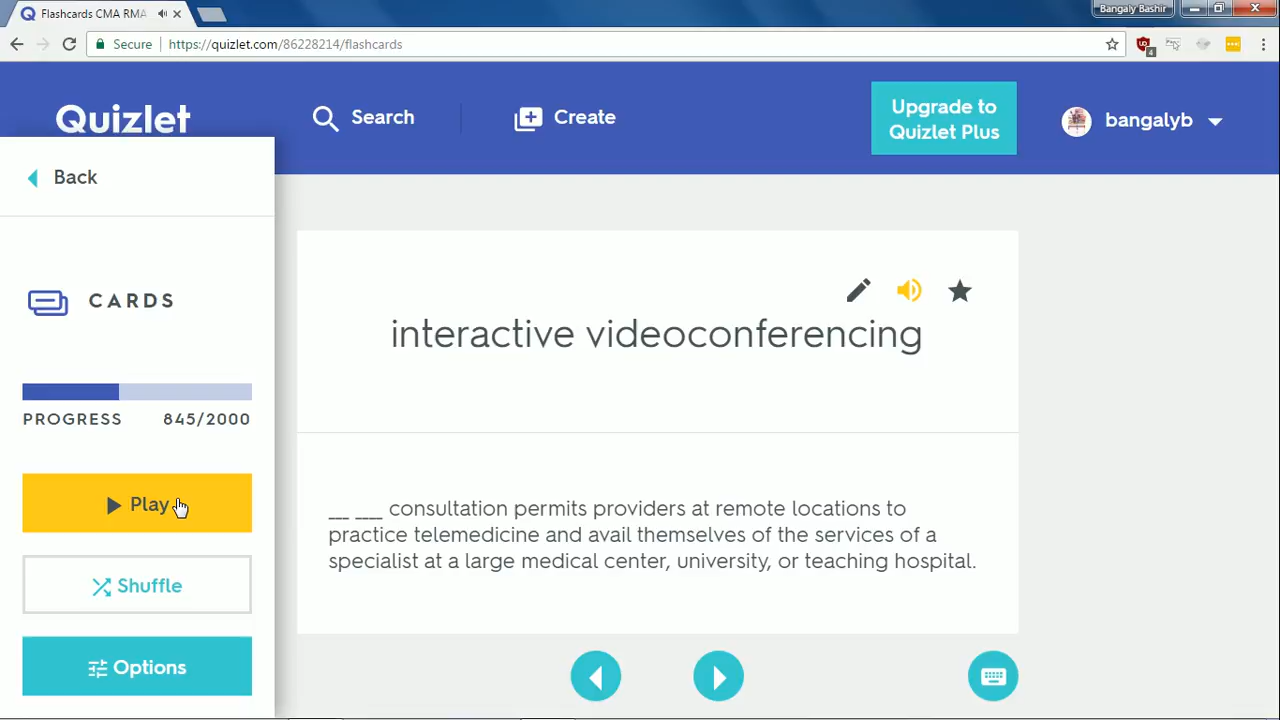 Flashcards CMA RMA
Bangaly Bashir
Secure https://quizlet.com/86228214/flashcards
Quizlet
Search
Create
Upgrade to
Quizlet Plus
bangalyb
Back
CARDS
PROGRESS 845/2000
Play
Shuffle
Options
interactive videoconferencing
___ ____ consultation permits providers at remote locations to
practice telemedicine and avail themselves of the services of a
specialist at a large medical center, university, or teaching hospital.